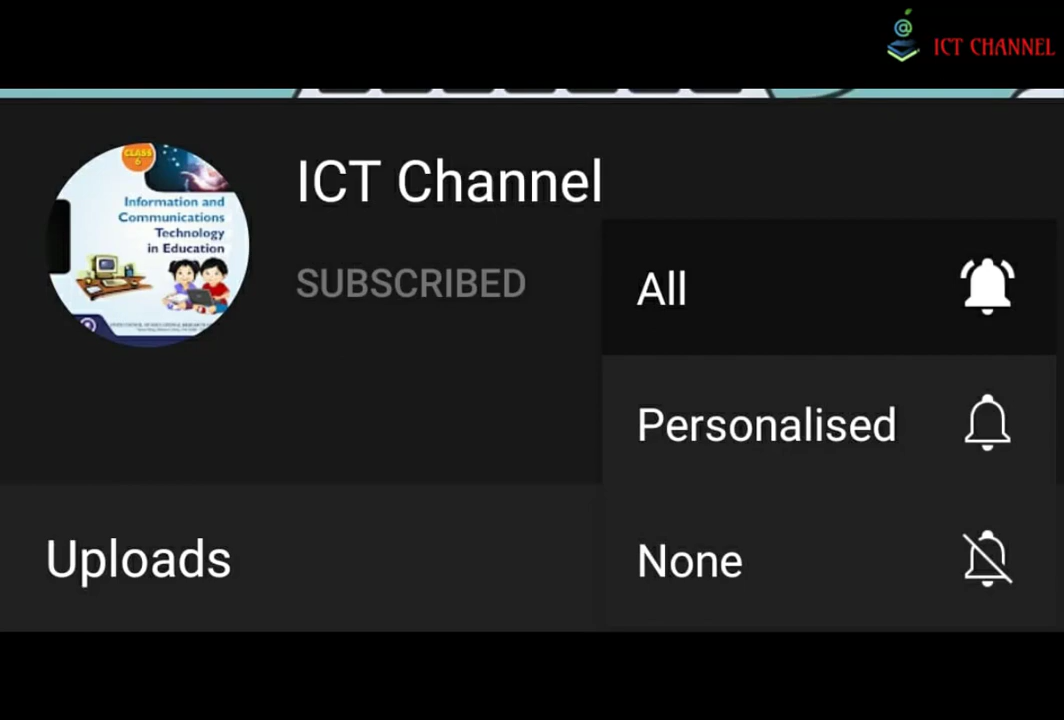 ICT CHANNEL
CLASS
6
Information and
Communications
Technology
in Education
ICT Channel
SUBSCRIBED
All
Personalised
None
Uploads